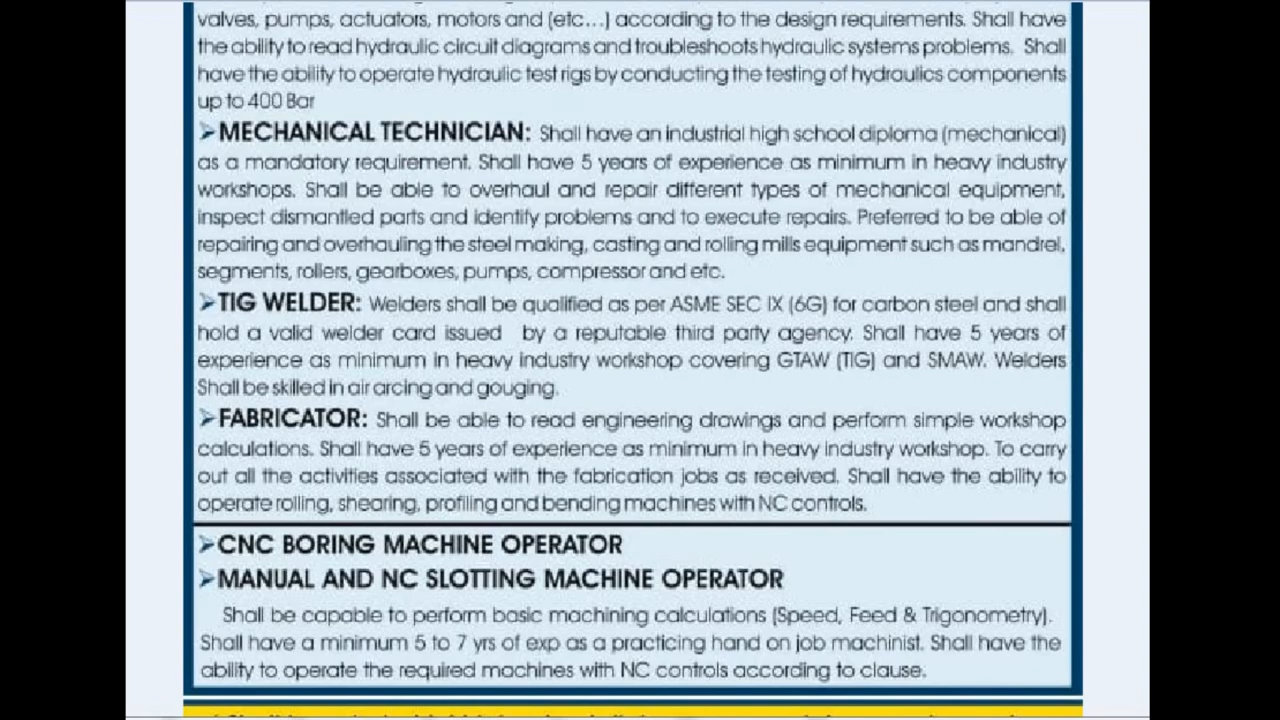 valves, pumps, actuators, motors and (etc...) according to the design requirements. Shall have
the ability to read hydraulic circuit diagrams and troubleshoots hydraulic systems problems. Shall
have the ability to operate hydraulic test rigs by conducting the testing of hydraulics components
up to 400 Bar
➢MECHANICAL TECHNICIAN: Shall have an industrial high school diploma (mechanical)
as a mandatory requirement. Shall have 5 years of experience as minimum in heavy industry
workshops. Shall be able to overhaul and repair different types of mechanical equipment,
inspect dismantled parts and identify problems and to execute repairs. Preferred to be able of
repairing and overhauling the steel making, casting and rolling mills equipment such as mandrel,
segments, rollers, gearboxes, pumps, compressor and etc.
➢TIG WELDER: Welders shall be qualified as per ASME SEC IX (6G) for carbon steel and shall
hold a valid welder card issued by a reputable third party agency. Shall have 5 years of
experience as minimum in heavy industry workshop covering GTAW (TIG) and SMAW. Welders
Shall be skilled in air arcing and gouging.
➢FABRICATOR: Shall be able to read engineering drawings and perform simple workshop
calculations. Shall have 5 years of experience as minimum in heavy industry workshop. To carry
out all the activities associated with the fabrication jobs as received. Shall have the ability to
operate rolling, shearing, profiling and bending machines with NC controls.
➢CNC BORING MACHINE OPERATOR
➢MANUAL AND NC SLOTTING MACHINE OPERATOR
Shall be capable to perform basic machining calculations (Speed, Feed & Trigonometry).
Shall have a minimum 5 to 7 yrs of exp as a practicing hand on job machinist. Shall have the
ability to operate the required machines with NC controls according to clause.